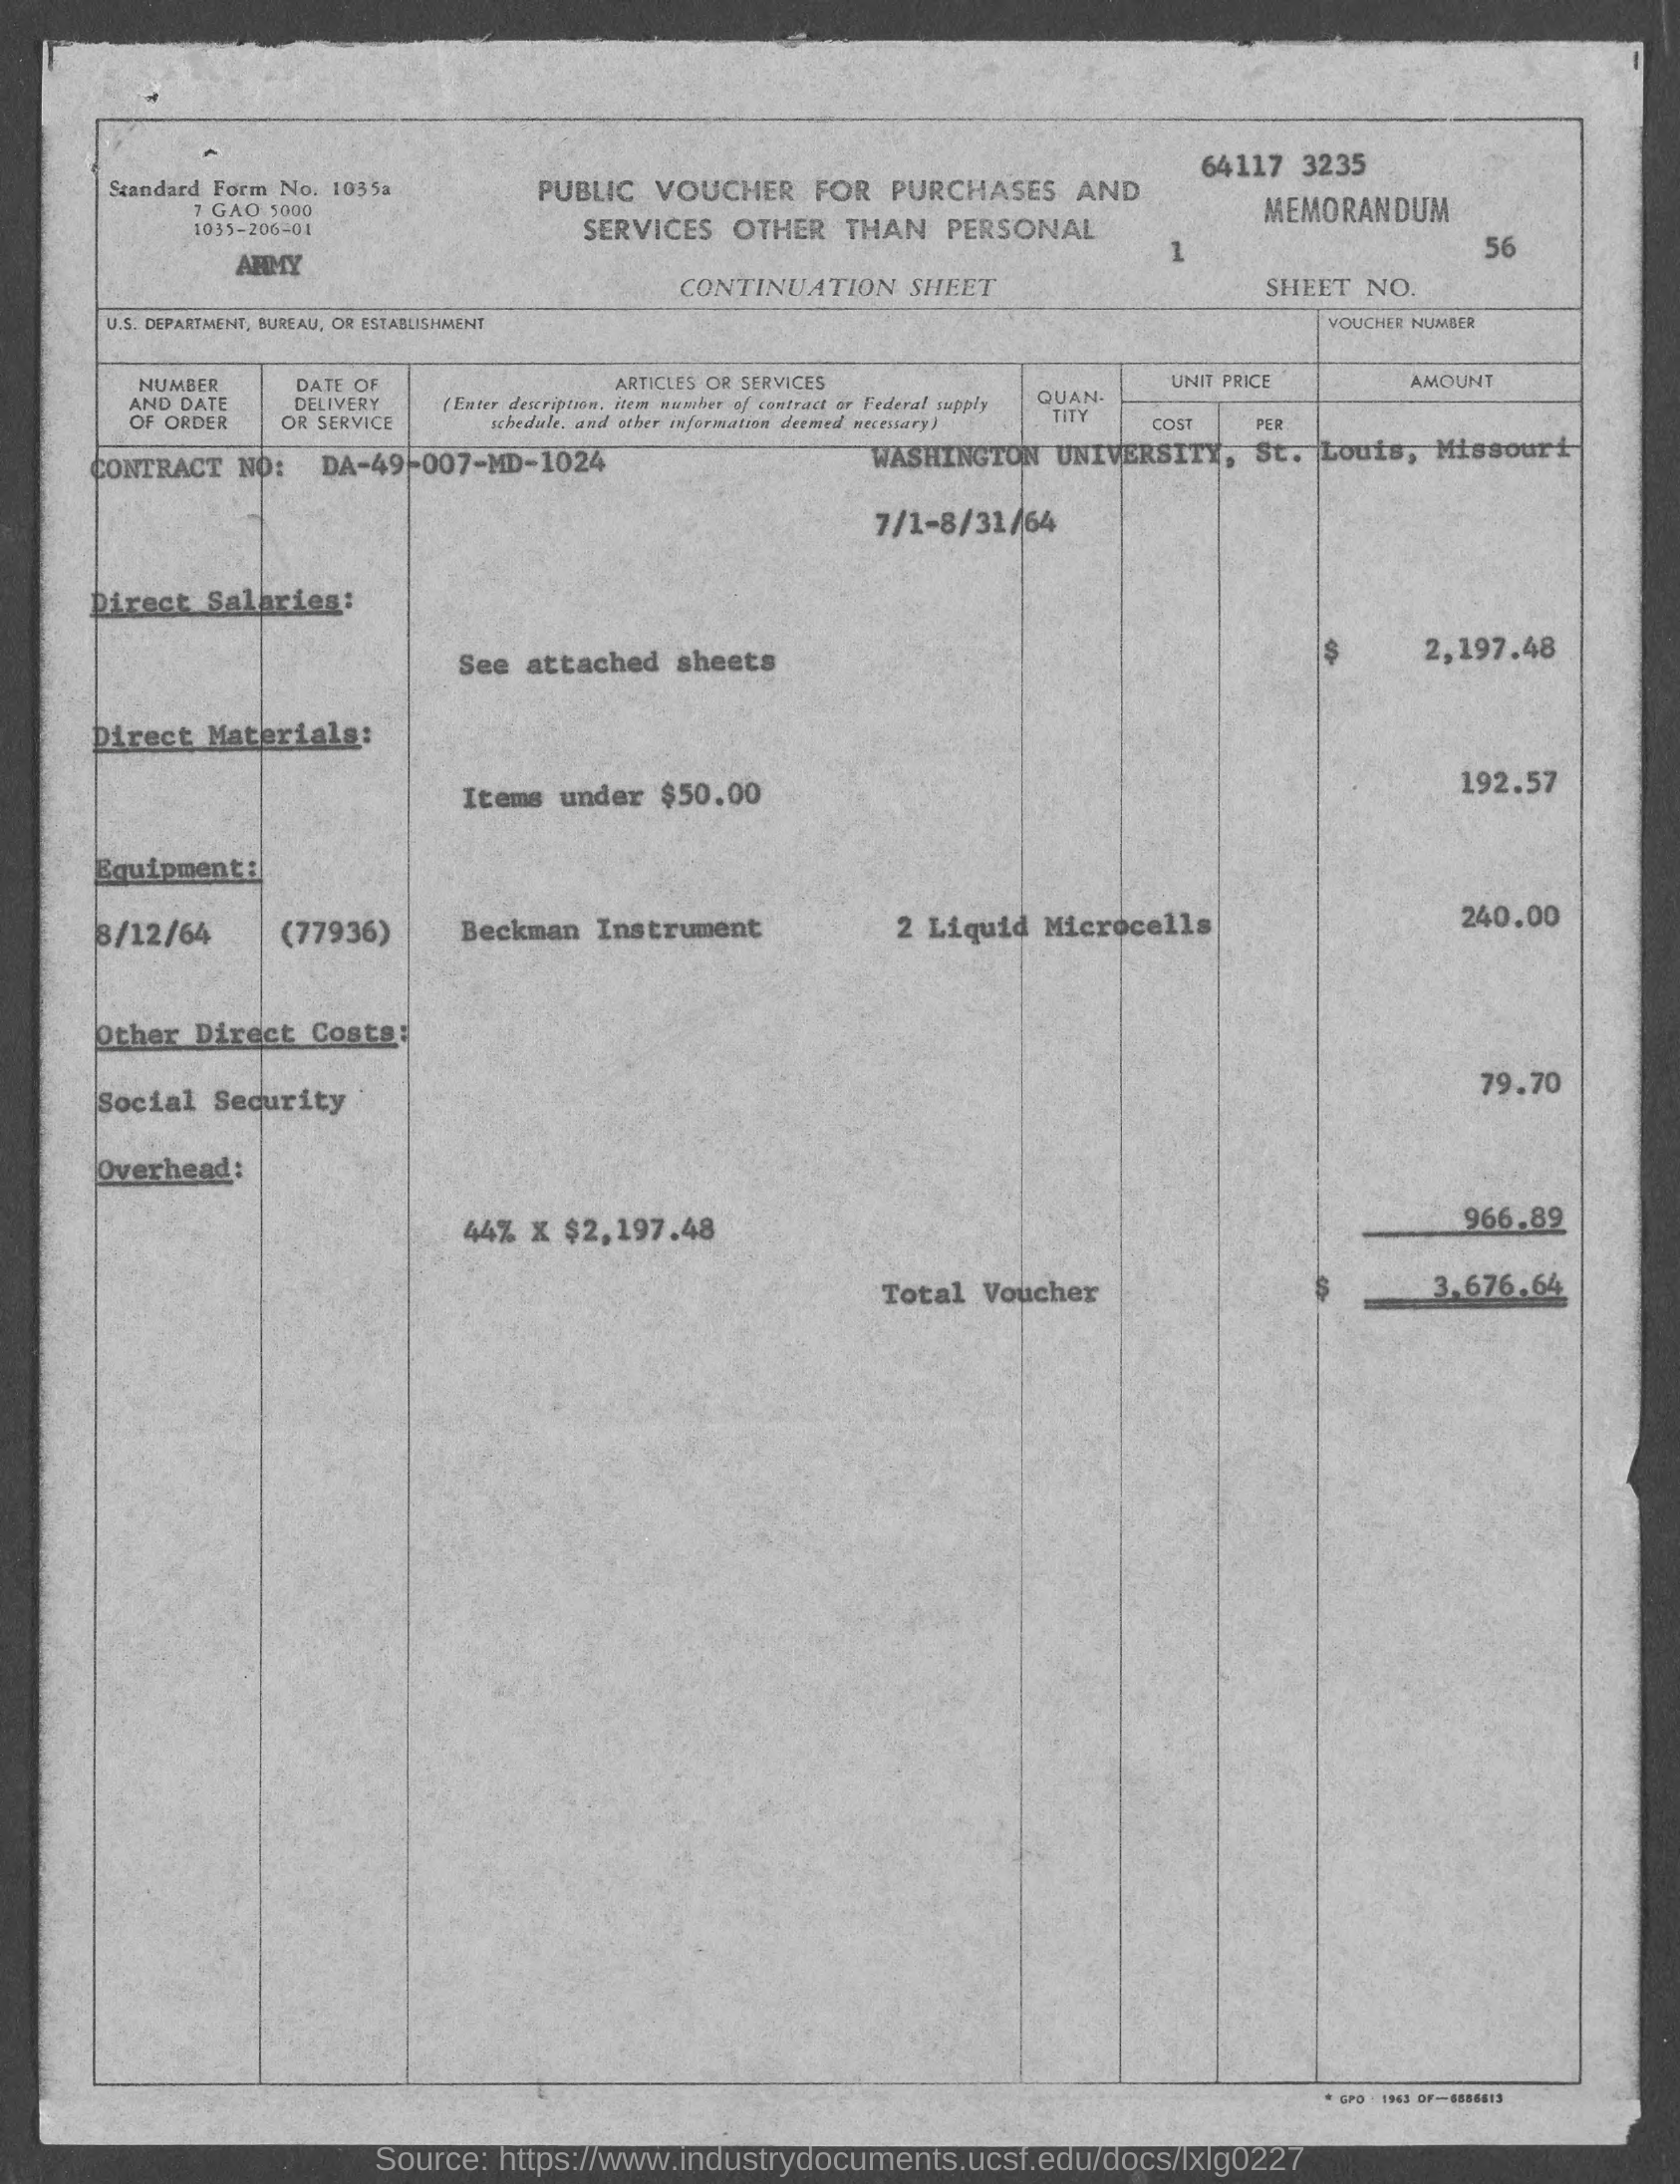 Standard Form No. 1035a
7 GAO 5000
1035-206-01
ARMY
PUBLIC VOUCHER FOR PURCHASES AND
SERVICES OTHER THAN PERSONAL
CONTINUATION SHEET
64117 3235
MEMORANDUM
1 56
SHEET NO.
U.S. DEPARTMENT, BUREAU, OR ESTABLISHMENT
VOUCHER NUMBER
NUMBER
AND DATE
OF ORDER
DATE OF
DELIVERY
OR SERVICE
ARTICLES OR SERVICES
(Enter description, item number of contract or Federal supply
schedule, and other information deemed necessary)
QUAN-
TITY
UNIT PRICE
COST PER
AMOUNT
CONTRACT NO: DA-49-007-MD-1024 WASHINGTON UNIVERSITY, St. Louis, Missouri
7/1-8/31/64
Direct Salaries:
See attached sheets $ 2,197.48
Direct Materials:
Items under $50.00 192.57
Equipment:
8/12/64 (77936) Beckman Instrument 2 Liquid Microcells 240.00
Other Direct Costs:
Social Security 79.70
Overhead:
44% X $2,197.48 966.89
Total Voucher $ 3,676.64
* GPO : 1963 OF—6886613
Source: https://www.industrydocuments.ucsf.edu/docs/lxlg0227